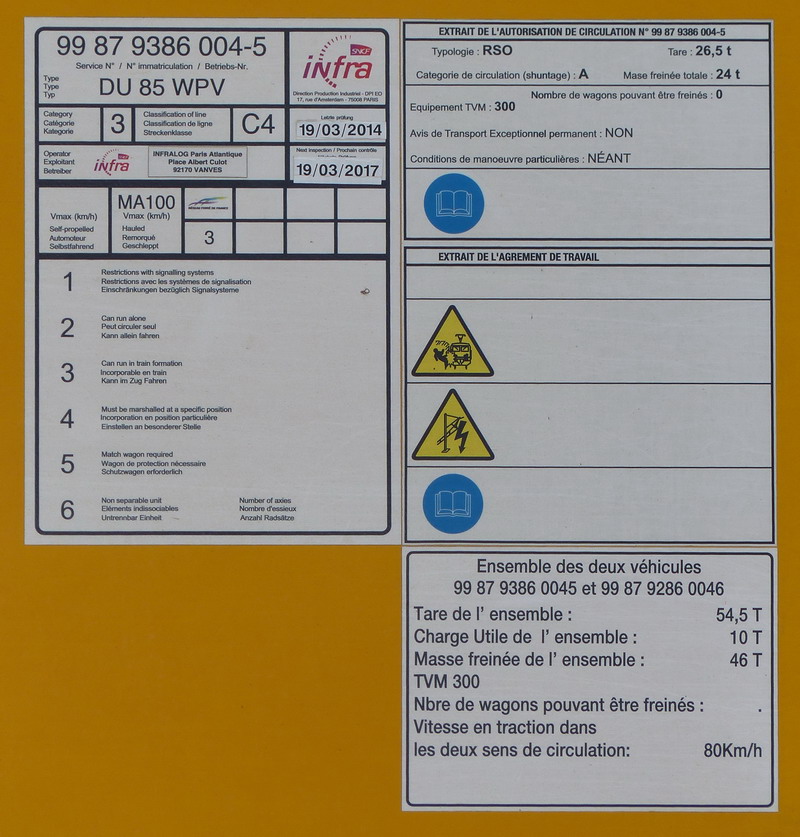 99 87 9386 004-5
Service N° / N° immatriculation / Betriebs-Nr.
Type
Type
Typ
DU 85 WPV
SNCF
infra
Direction Production Industriel - DPI EO
17, rue d'Amsterdam - 75008 PARIS
Category
Catégorie
Kategorie
3
Classification of line
Classification de ligne
Streckenklasse
C4
Letzte prüfung
19/03/2014
Operator
Exploitant
Betreiber
infra
INFRALOG Paris Atlantique
Place Albert Culot
92170 VANVES
Next inspection / Prochain contrôle
19/03/2017
Vmax (km/h)
Self-propelled
Automoteur
Selbstfahrend
MA100
Vmax (km/h)
Hauled
Remorqué
Geschleppt
RÉSEAU FERRÉ DE FRANCE
3
1
Restrictions with signalling systems
Restrictions avec les systèmes de signalisation
Einschränkungen bezüglich Signalsysteme
2
Can run alone
Peut circuler seul
Kann allein fahren
3
Can run in train formation
Incorporable en train
Kann im Zug Fahren
4
Must be marshalled at a specific position
Incorporation en position particulière
Einstellen an besonderer Stelle
5
Match wagon required
Wagon de protection nécessaire
Schutzwagen erforderlich
6
Non separable unit
Eléments indissociables
Untrennbar Einheit
Number of axies
Nombre d'essieux
Anzahl Radsätze
EXTRAIT DE L'AUTORISATION DE CIRCULATION N° 99 87 9386 004-5
Typologie : RSO Tare : 26,5 t
Catégorie de circulation (shuntage) : A Masse freinée totale : 24 t
Nombre de wagons pouvant être freinés : 0
Equipement TVM : 300
Avis de Transport Exceptionnel permanent : NON
Conditions de manoeuvre particulières : NÉANT
EXTRAIT DE L'AGREMENT DE TRAVAIL
Ensemble des deux véhicules
99 87 9386 0045 et 99 87 9286 0046
Tare de l' ensemble : 54,5 T
Charge Utile de l' ensemble : 10 T
Masse freinée de l' ensemble : 46 T
TVM 300
Nbre de wagons pouvant être freinés : .
Vitesse en traction dans
les deux sens de circulation: 80Km/h